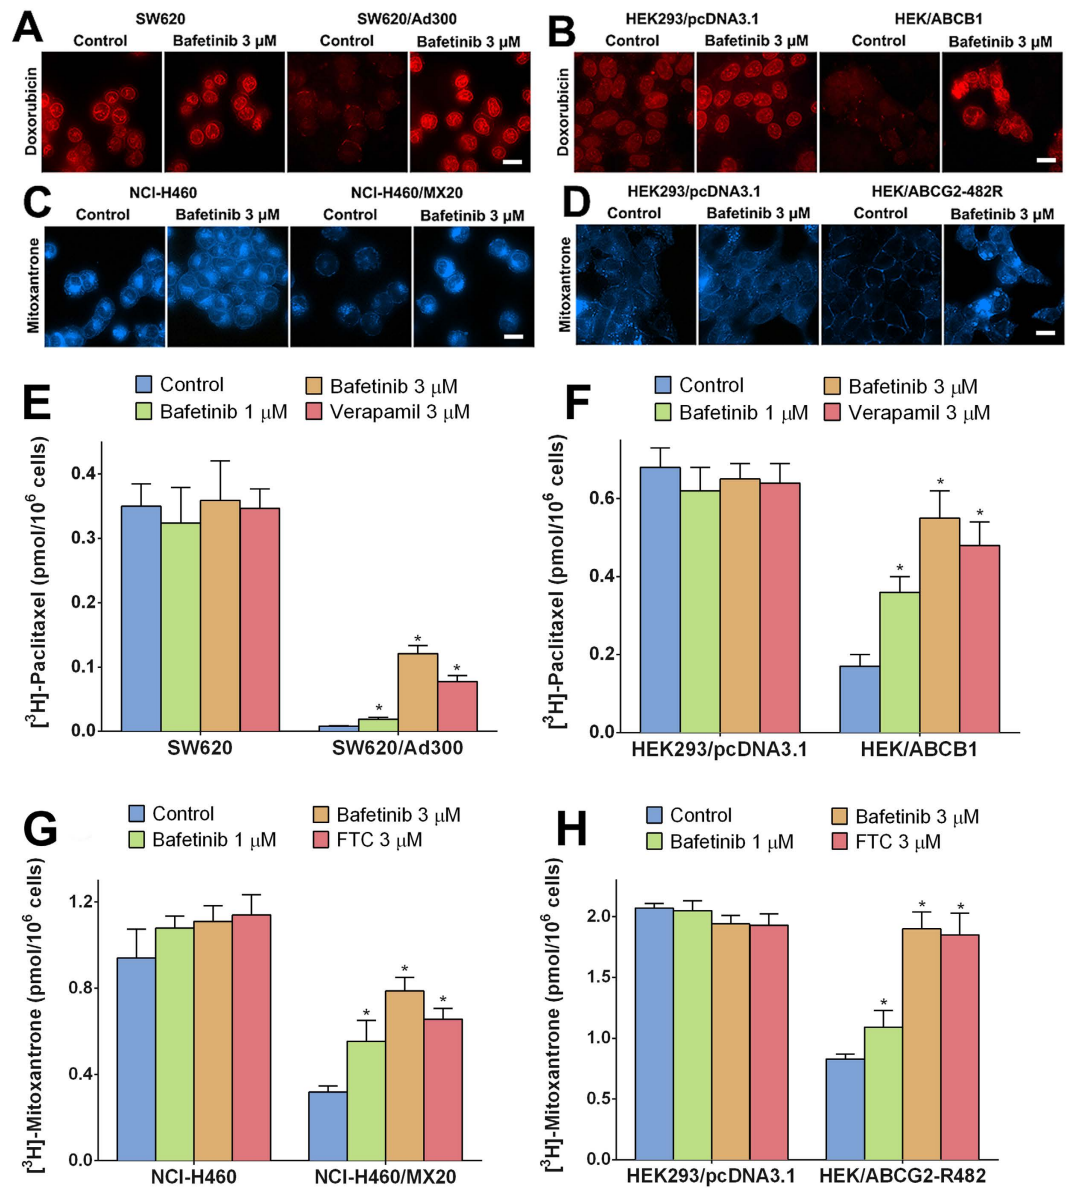 A
SW620 SW620/Ad300
Control Bafetinib 3 μM Control Bafetinib 3 μM
Doxorubicin
B
HEK293/pcDNA3.1 HEK/ABCB1
Control Bafetinib 3 μM Control Bafetinib 3 μM
Doxorubicin
C
NCI-H460 NCI-H460/MX20
Control Bafetinib 3 μM Control Bafetinib 3 μM
Mitoxantrone
D
HEK293/pcDNA3.1 HEK/ABCG2-482R
Control Bafetinib 3 μM Control Bafetinib 3 μM
Mitoxantrone
E
Control Bafetinib 3 μM
Bafetinib 1 μM Verapamil 3 μM
[³H]-Paclitaxel (pmol/10⁶ cells)
0.4
0.3
0.2
0.1
0.0
* * *
SW620 SW620/Ad300
F
Control Bafetinib 3 μM
Bafetinib 1 μM Verapamil 3 μM
[³H]-Paclitaxel (pmol/10⁶ cells)
0.6
0.4
0.2
0.0
* * *
HEK293/pcDNA3.1 HEK/ABCB1
G
Control Bafetinib 3 μM
Bafetinib 1 μM FTC 3 μM
[³H]-Mitoxantrone (pmol/10⁶ cells)
1.2
0.8
0.4
0.0
* * *
NCI-H460 NCI-H460/MX20
H
Control Bafetinib 3 μM
Bafetinib 1 μM FTC 3 μM
[³H]-Mitoxantrone (pmol/10⁶ cells)
2.0
1.5
1.0
0.5
0.0
* * *
HEK293/pcDNA3.1 HEK/ABCG2-R482